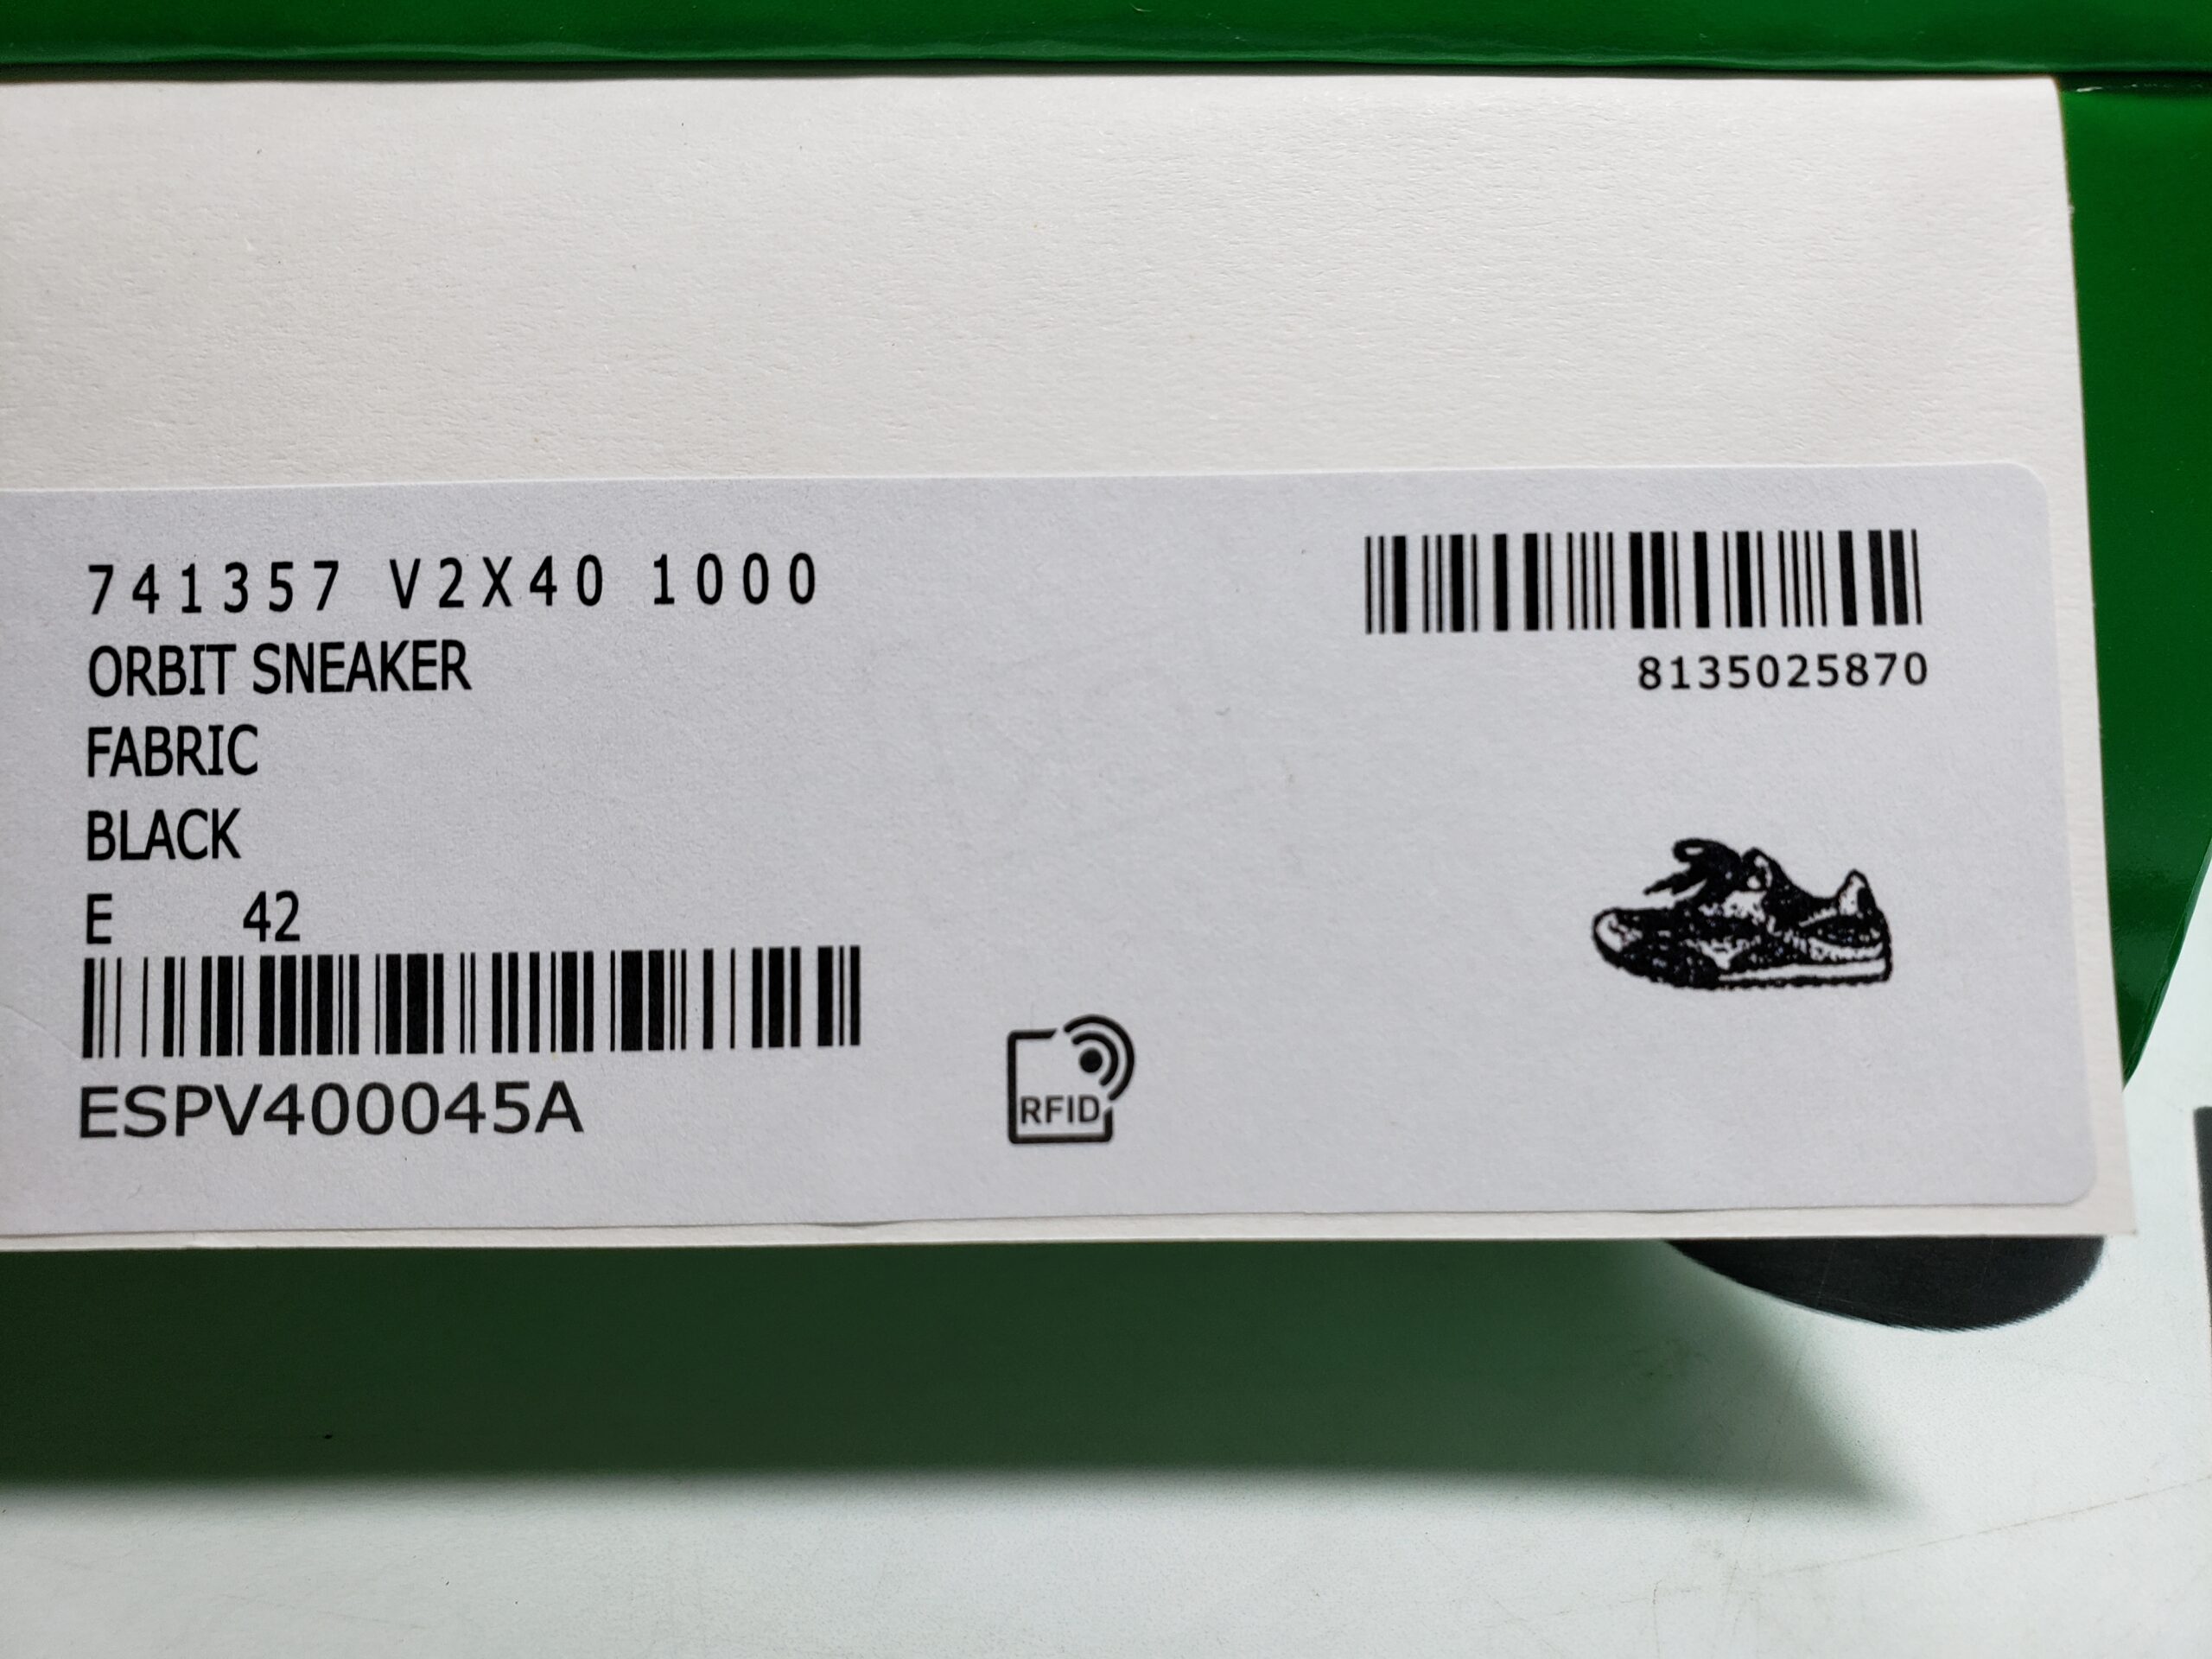 741357 V2X40 1000
ORBIT SNEAKER
FABRIC
BLACK
E 42
ESPV400045A
8135025870
RFID